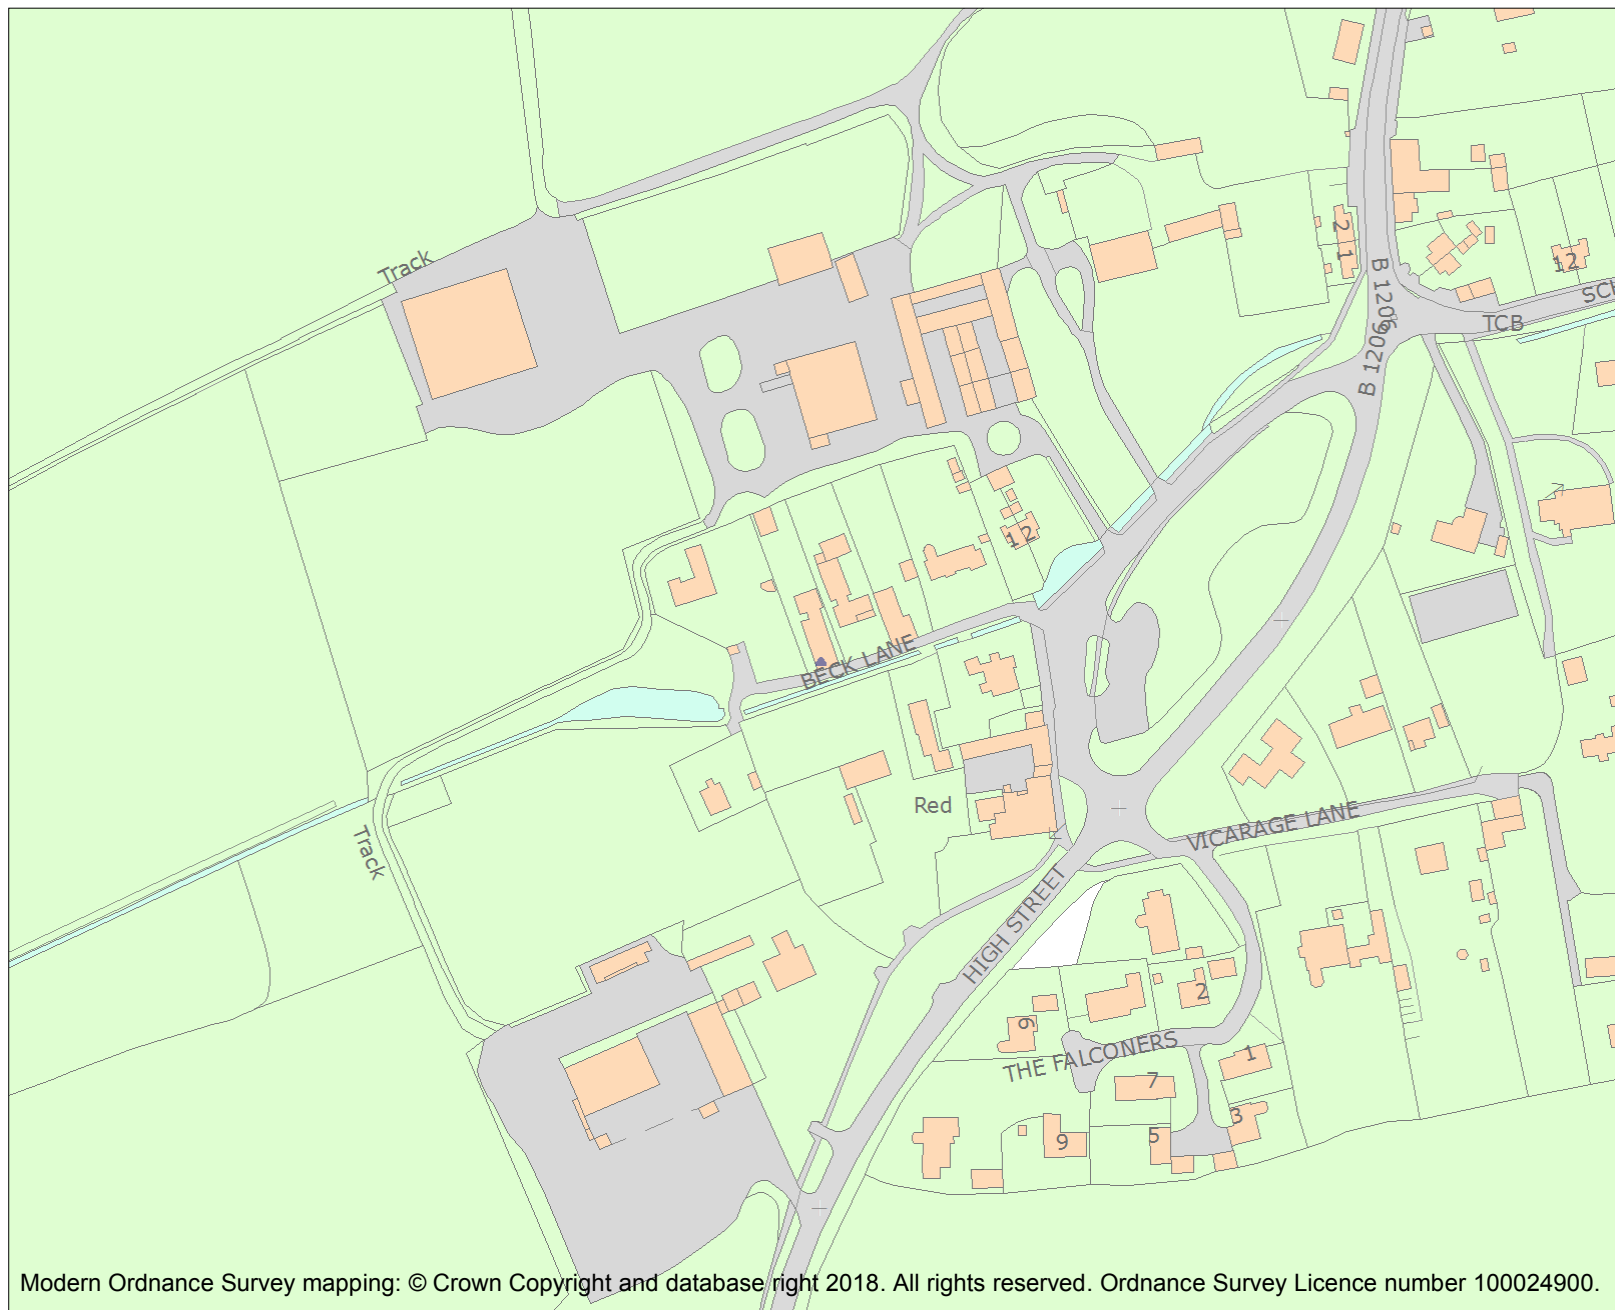 Track
2
1
12
B 1206
SCH
TCB
B 1206
12
BECK LANE
Red
VICARAGE LANE
Track
HIGH STREET
2
6
THE FALCONERS
1
7
3
5
9
Modern Ordnance Survey mapping: © Crown Copyright and database right 2018. All rights reserved. Ordnance Survey Licence number 100024900.